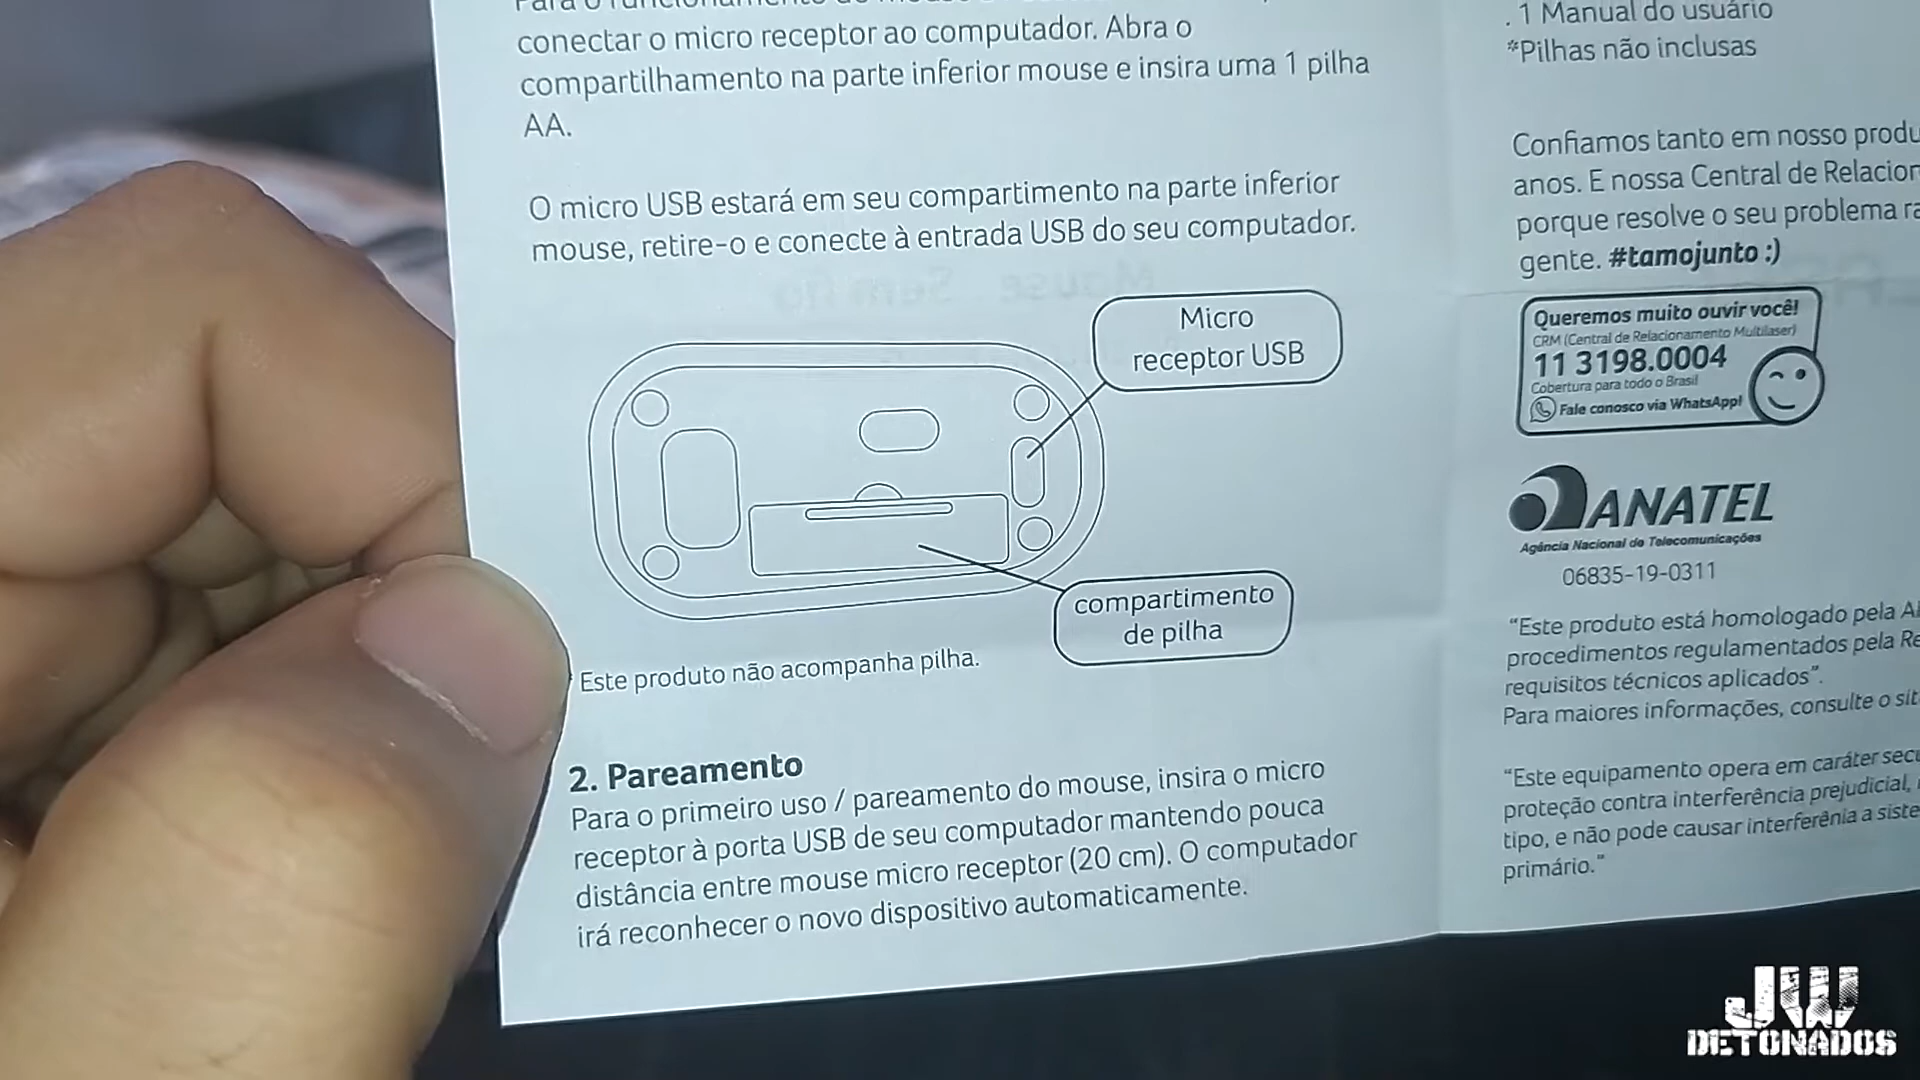 conectar o micro receptor ao computador. Abra o
compartilhamento na parte inferior mouse e insira uma 1 pilha
AA.
O micro USB estará em seu compartimento na parte inferior
mouse, retire-o e conecte à entrada USB do seu computador.
Micro
receptor USB
compartimento
de pilha
Este produto não acompanha pilha.
2. Pareamento
Para o primeiro uso / pareamento do mouse, insira o micro
receptor à porta USB de seu computador mantendo pouca
distância entre mouse micro receptor (20 cm). O computador
irá reconhecer o novo dispositivo automaticamente.
. 1 Manual do usuário
*Pilhas não inclusas
Confiamos tanto em nosso
anos. E nossa Central de
porque resolve o seu problema
gente. #tamojunto :)
Queremos muito ouvir você!
CRM (Central de Relacionamento Multilaser)
11 3198.0004
Cobertura para todo o Brasil
Fale conosco via WhatsApp!
ANATEL
Agência Nacional de Telecomunicações
06835-19-0311
“Este produto está homologado pela
procedimentos regulamentados pela
requisitos técnicos aplicados”.
Para maiores informações, consulte o
“Este equipamento opera em caráter
proteção contra interferência prejudicial,
tipo, e não pode causar interferênia a
primário.”
JW
DETONADOS